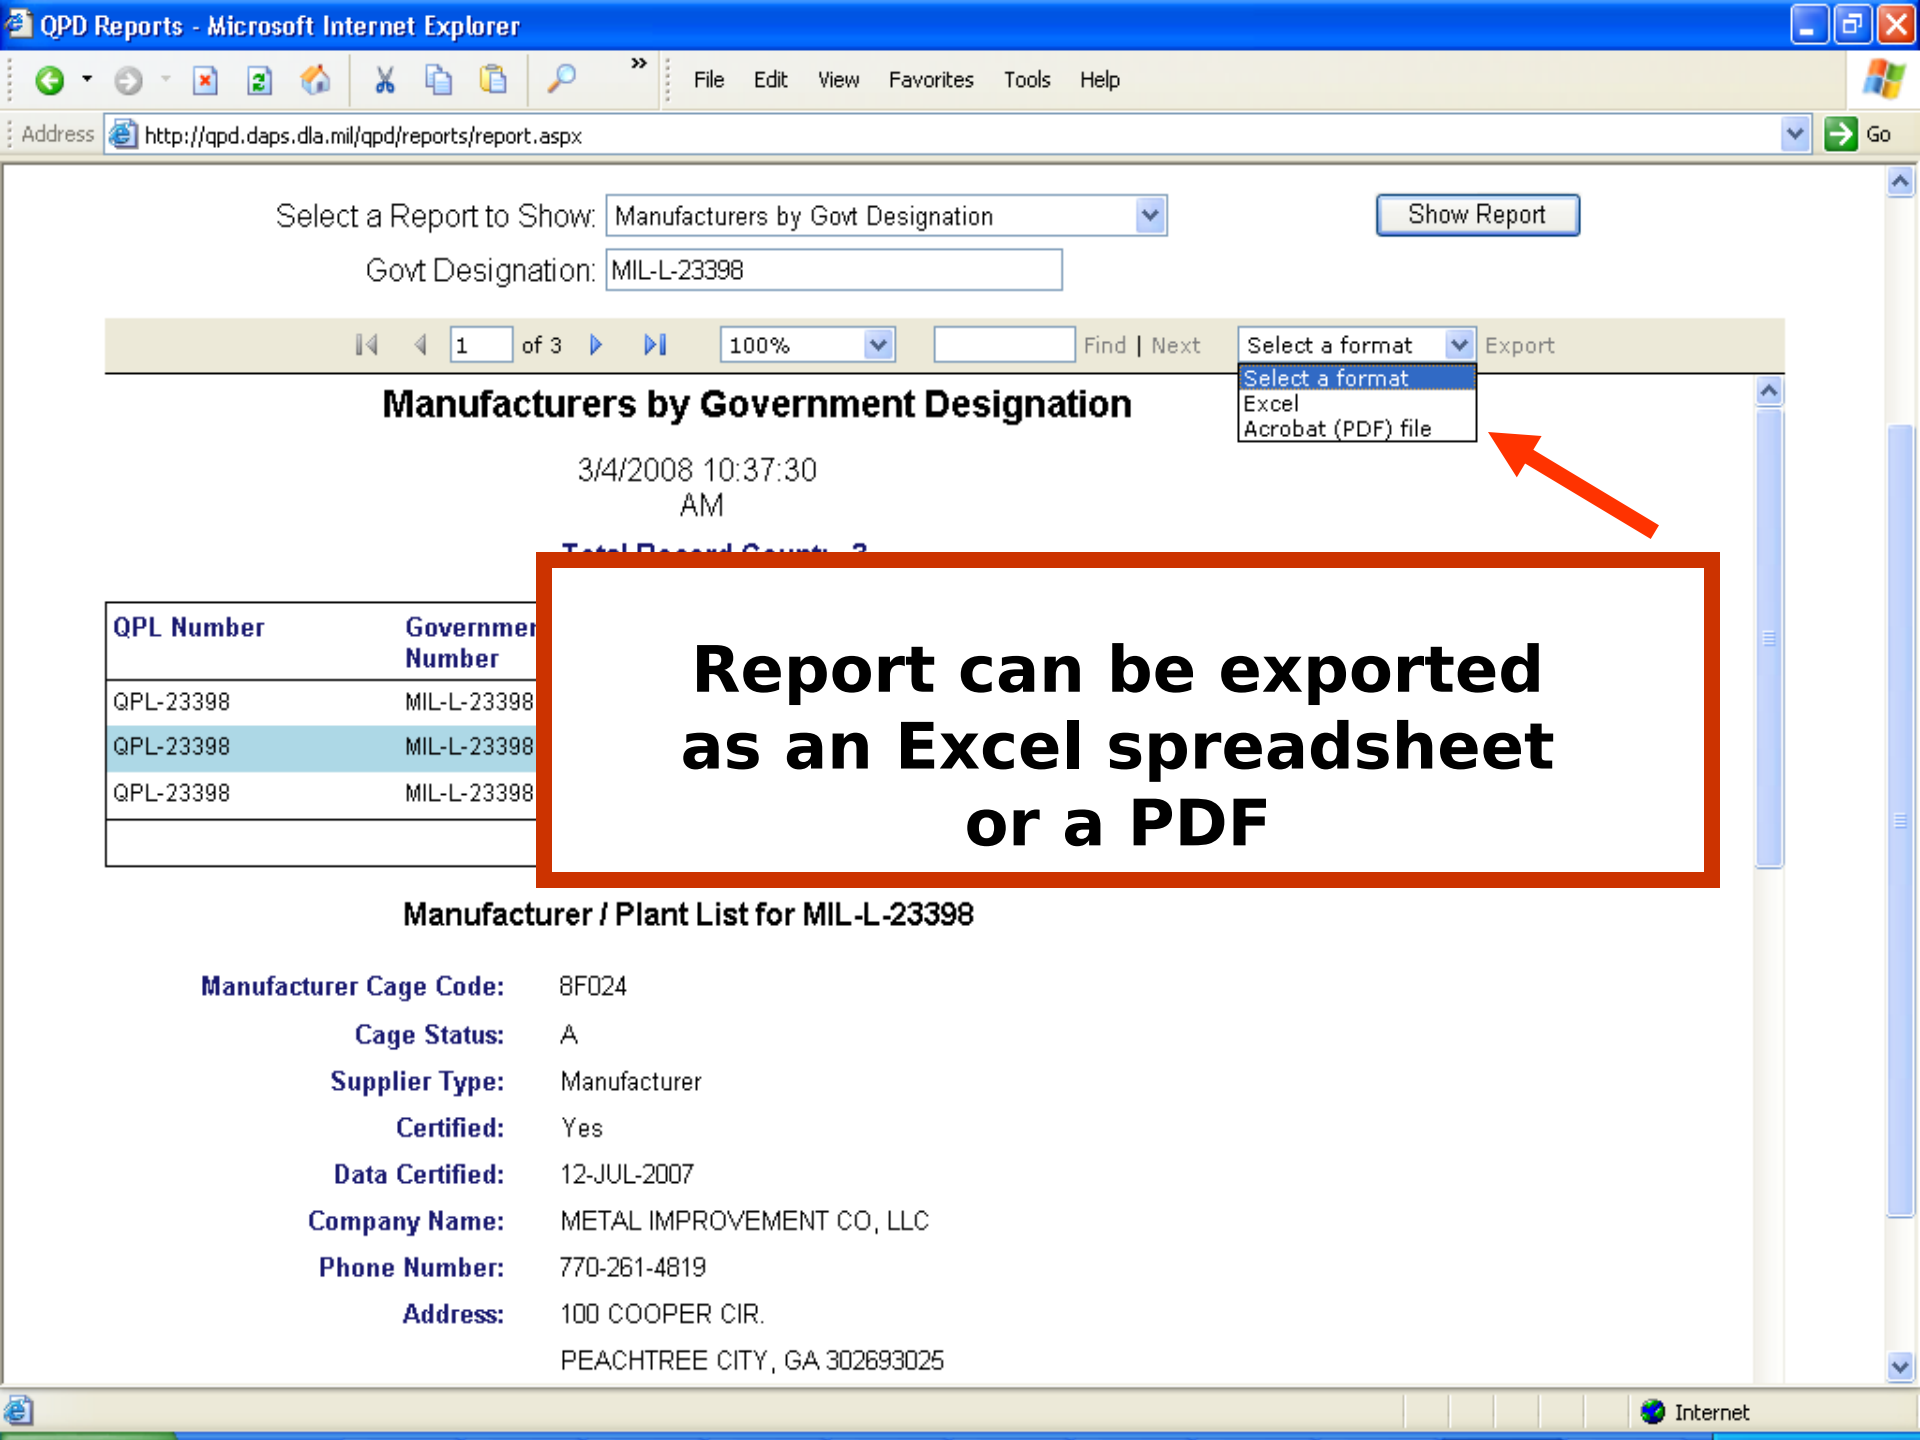 QPD Reports - Microsoft Internet Explorer
» File Edit View Favorites Tools Help
Address http://qpd.daps.dla.mil/qpd/reports/report.aspx Go
Select a Report to Show: Manufacturers by Govt Designation Show Report
Govt Designation: MIL-L-23398
1 of 3 100% Find | Next Select a format Export
Select a format
Excel
Acrobat (PDF) file
Manufacturers by Government Designation
3/4/2008 10:37:30
AM
Total Record Count: 3
QPL Number
Number
QPL-23398 MIL-L-23398
QPL-23398 MIL-L-23398
QPL-23398 MIL-L-23398
Report can be exported
as an Excel spreadsheet
or a PDF
Manufacturer / Plant List for MIL-L-23398
Manufacturer Cage Code: 8F024
Cage Status: A
Supplier Type: Manufacturer
Certified: Yes
Data Certified: 12-JUL-2007
Company Name: METAL IMPROVEMENT CO, LLC
Phone Number: 770-261-4819
Address: 100 COOPER CIR.
PEACHTREE CITY, GA 302693025
Internet